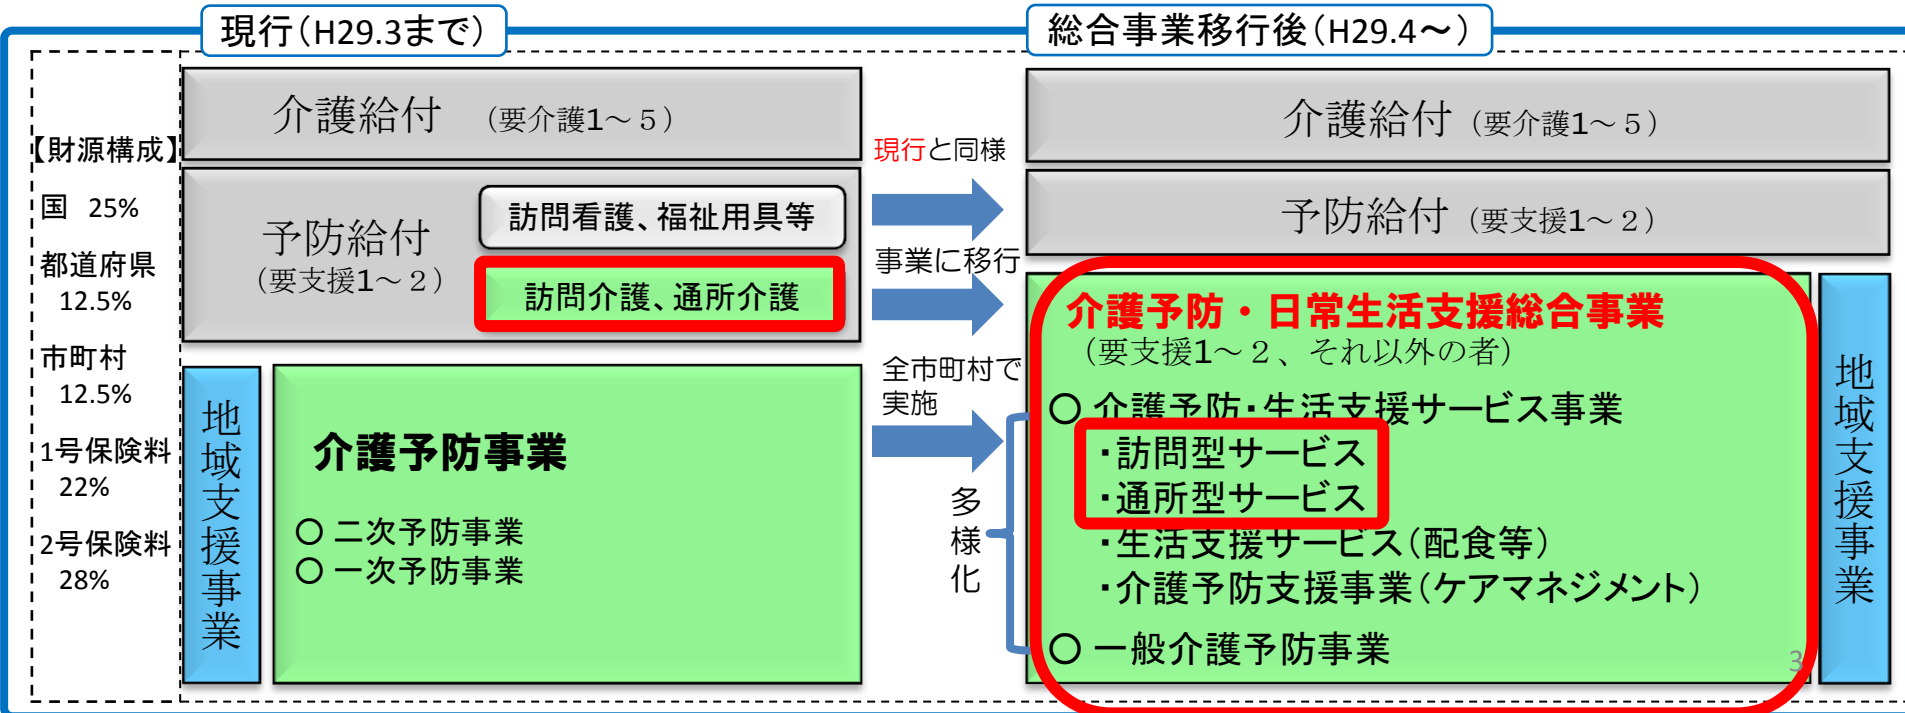 現行（H29.3まで）
総合事業移行後（H29.4～）
【財源構成】
国 25%
都道府県
12.5%
市町村
12.5%
1号保険料
22%
2号保険料
28%
介護給付 （要介護1～５）
予防給付
（要支援1～２）
訪問看護、福祉用具等
訪問介護、通所介護
地域支援事業
介護予防事業
〇 二次予防事業
〇 一次予防事業
現行と同様
事業に移行
全市町村で
実施
多様化
介護給付 （要介護1～５）
予防給付 （要支援1～２）
介護予防・日常生活支援総合事業
（要支援1～２、それ以外の者）
〇 介護予防・生活支援サービス事業
・訪問型サービス
・通所型サービス
・生活支援サービス（配食等）
・介護予防支援事業（ケアマネジメント）
〇 一般介護予防事業
地域支援事業
3